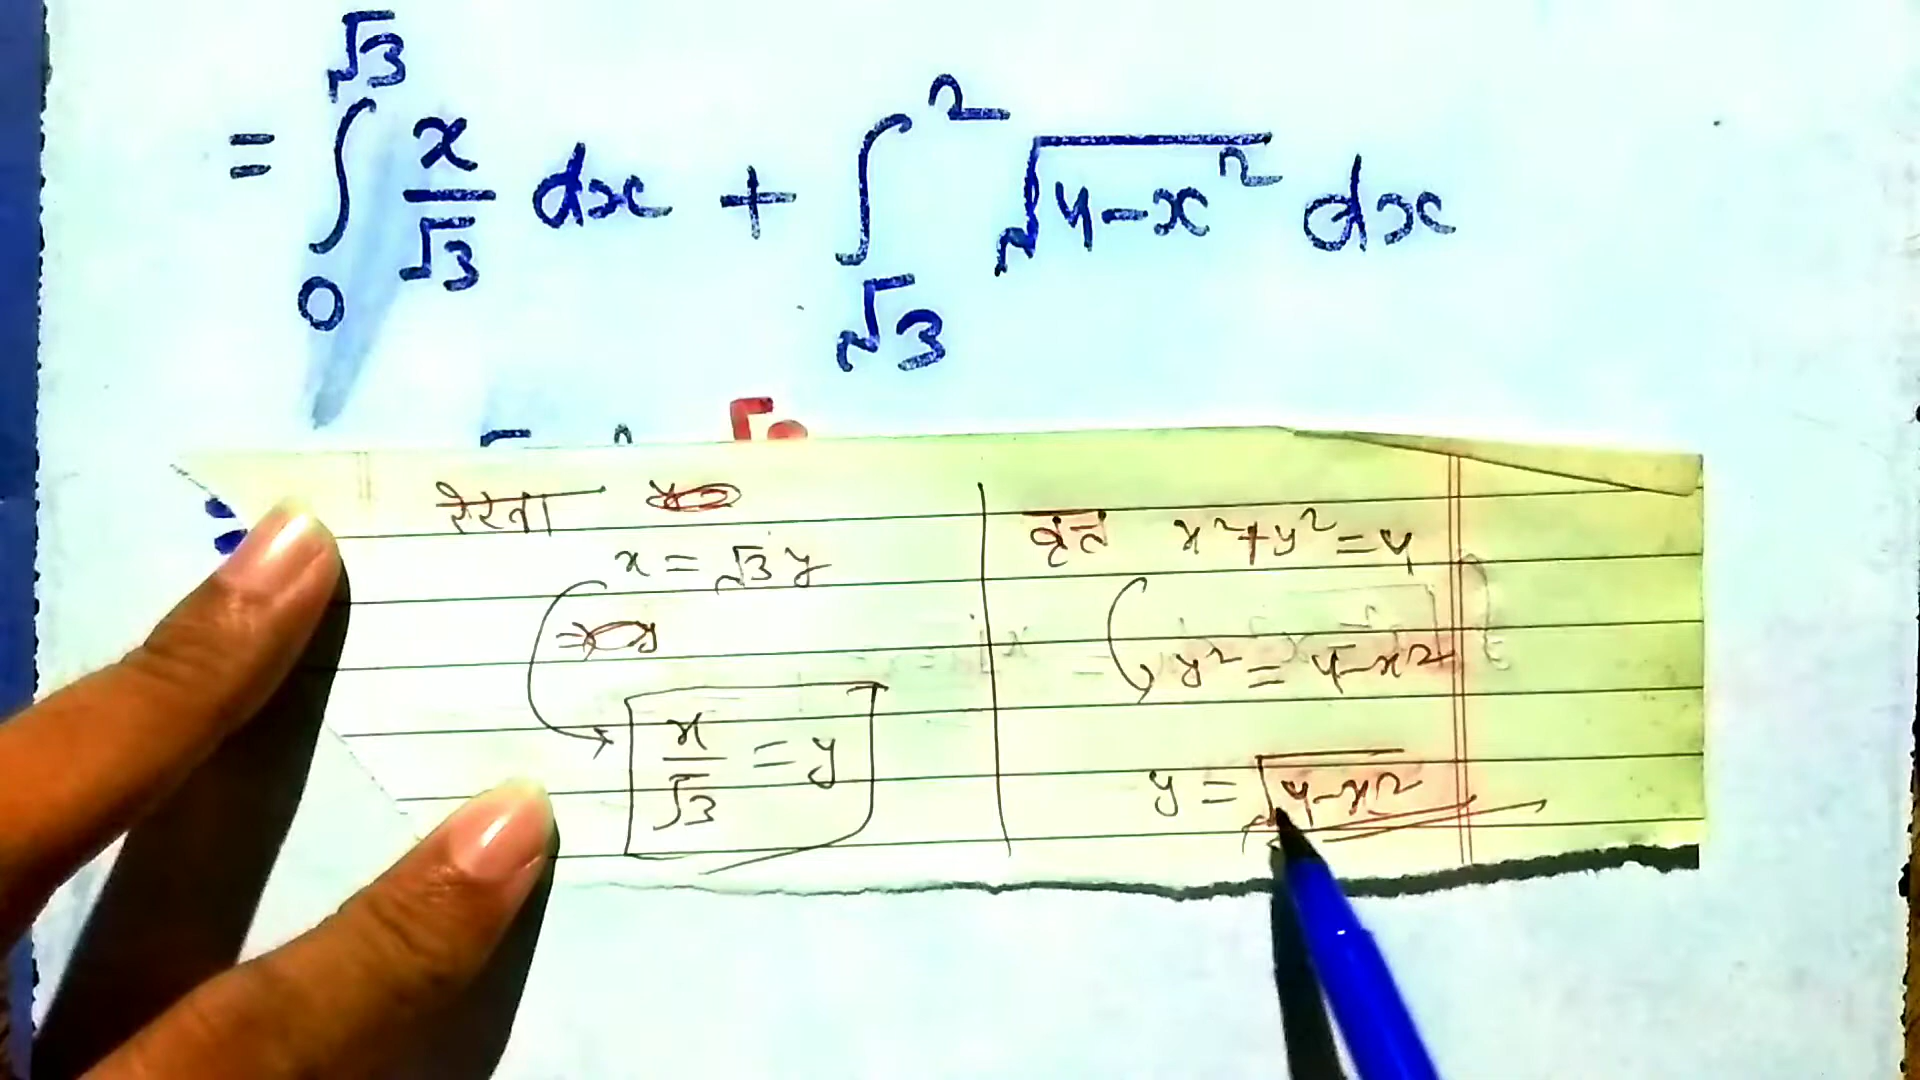 = ∫₀^√3 x/√3 dx + ∫_√3^2 √4-x² dx
रेखा
x = √3 y
x/√3 = y
वृत्त x²+y²=4
y² = 4-x²
y = √4-x²